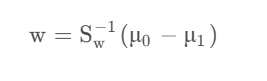 w = S_w^{-1}(μ_0 − μ_1)